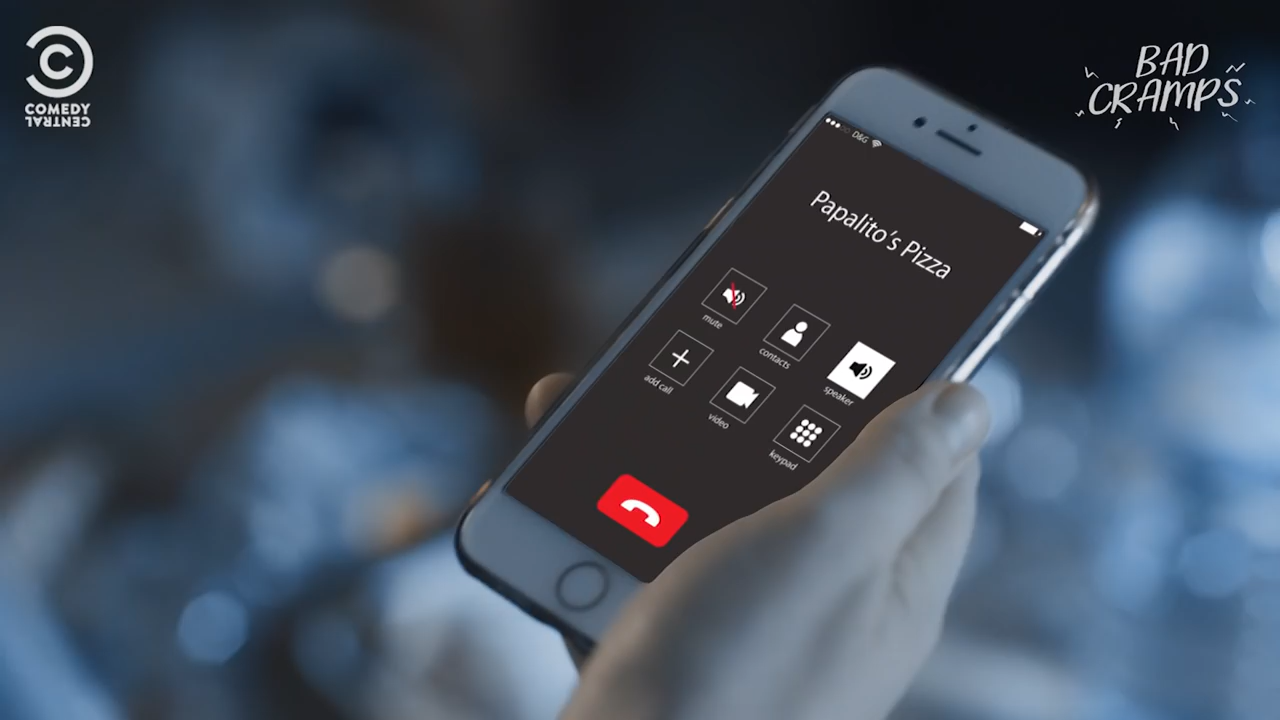 COMEDY
CENTRAL
BAD
CRAMPS
D&G
Papalito's Pizza
mute
contacts
speaker
add call
video
keypad